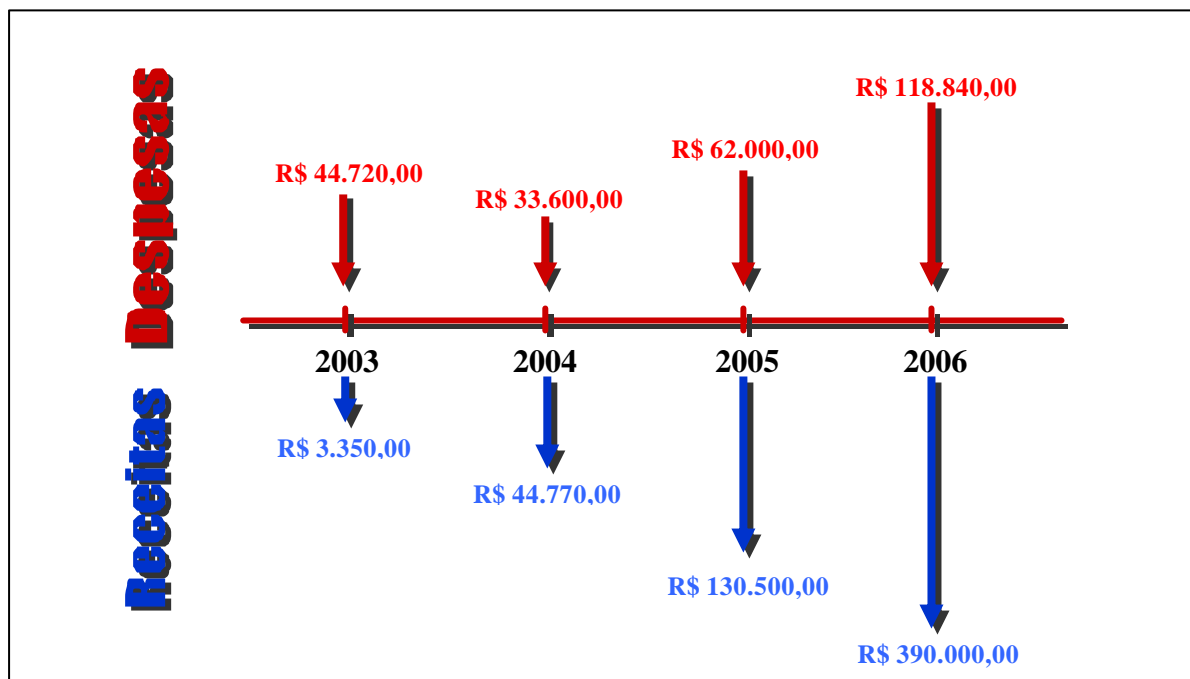 Despesas
R$ 118.840,00
R$ 62.000,00
R$ 44.720,00
R$ 33.600,00
2003 2004 2005 2006
Receitas
R$ 3.350,00
R$ 44.770,00
R$ 130.500,00
R$ 390.000,00